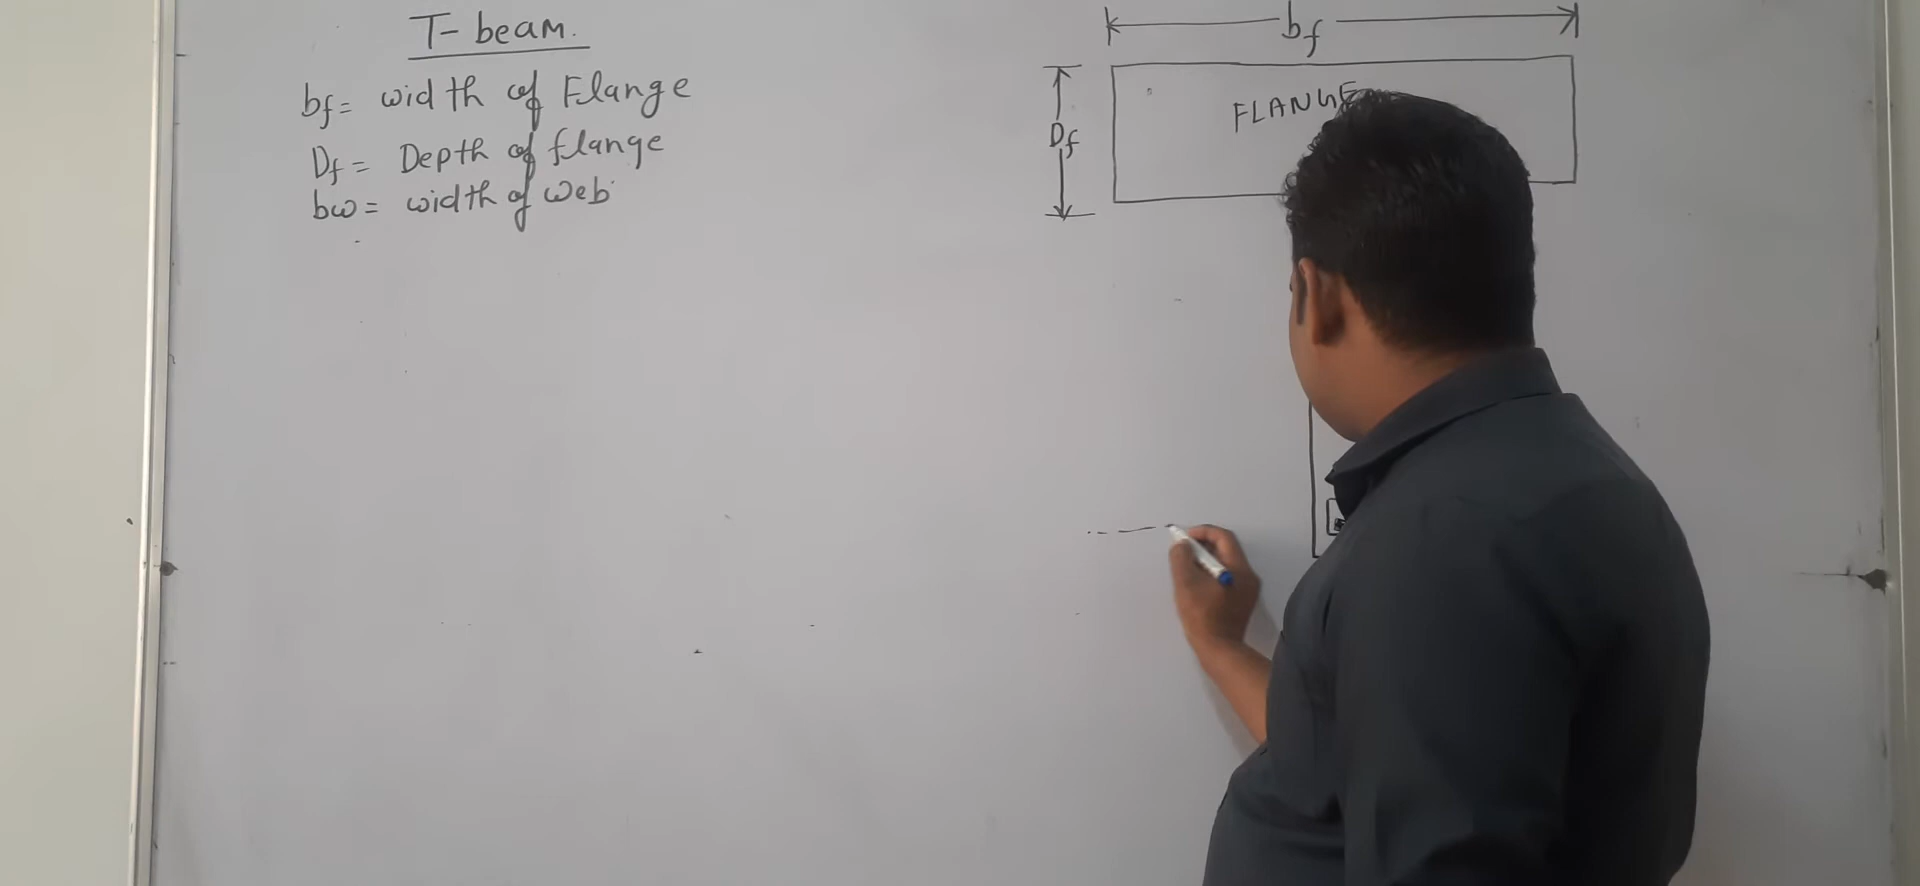 T- beam.
bf = width of Flange
Df = Depth of flange
bw = width of web
bf
FLANGE
Df